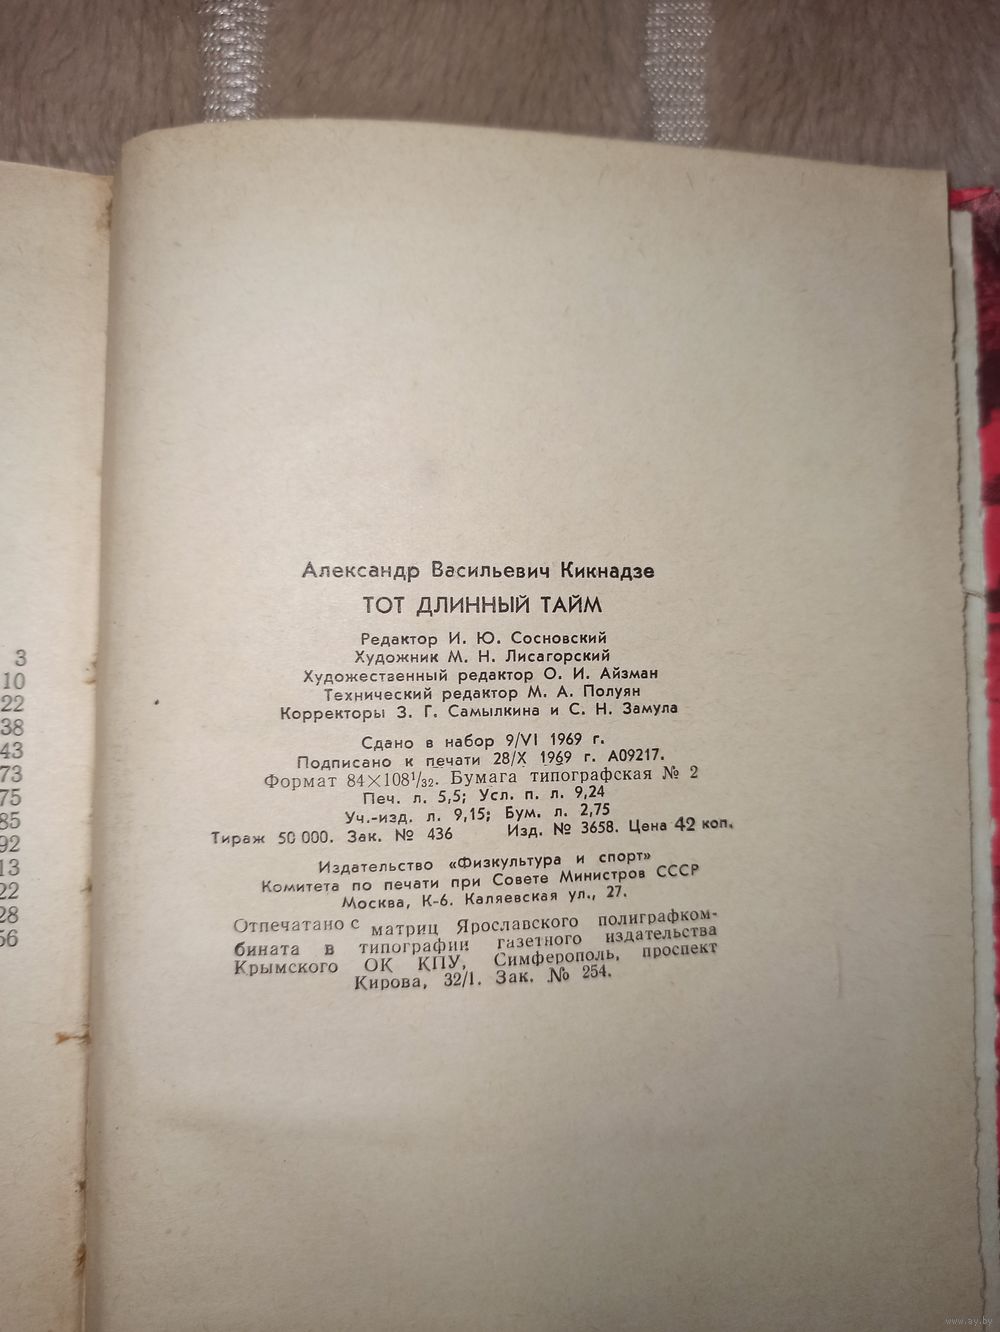 3
10
22
38
43
73
75
85
92
13
22
28
56
Александр Васильевич Кикнадзе
ТОТ ДЛИННЫЙ ТАЙМ
Редактор И. Ю. Сосновский
Художник М. Н. Лисагорский
Художественный редактор О. И. Айзман
Технический редактор М. А. Полуян
Корректоры З. Г. Самылкина и С. Н. Замула
Сдано в набор 9/VI 1969 г.
Подписано к печати 28/X 1969 г. А09217.
Формат 84×108¹/₃₂. Бумага типографская № 2
Печ. л. 5,5; Усл. п. л. 9,24
Уч.-изд. л. 9,15; Бум. л. 2,75
Тираж 50 000. Зак. № 436 Изд. № 3658. Цена 42 коп.
Издательство «Физкультура и спорт»
Комитета по печати при Совете Министров СССР
Москва, К-6. Каляевская ул., 27.
Отпечатано с матриц Ярославского полиграфком-
бината в типографии газетного издательства
Крымского ОК КПУ, Симферополь, проспект
Кирова, 32/1. Зак. № 254.
www.ay.by